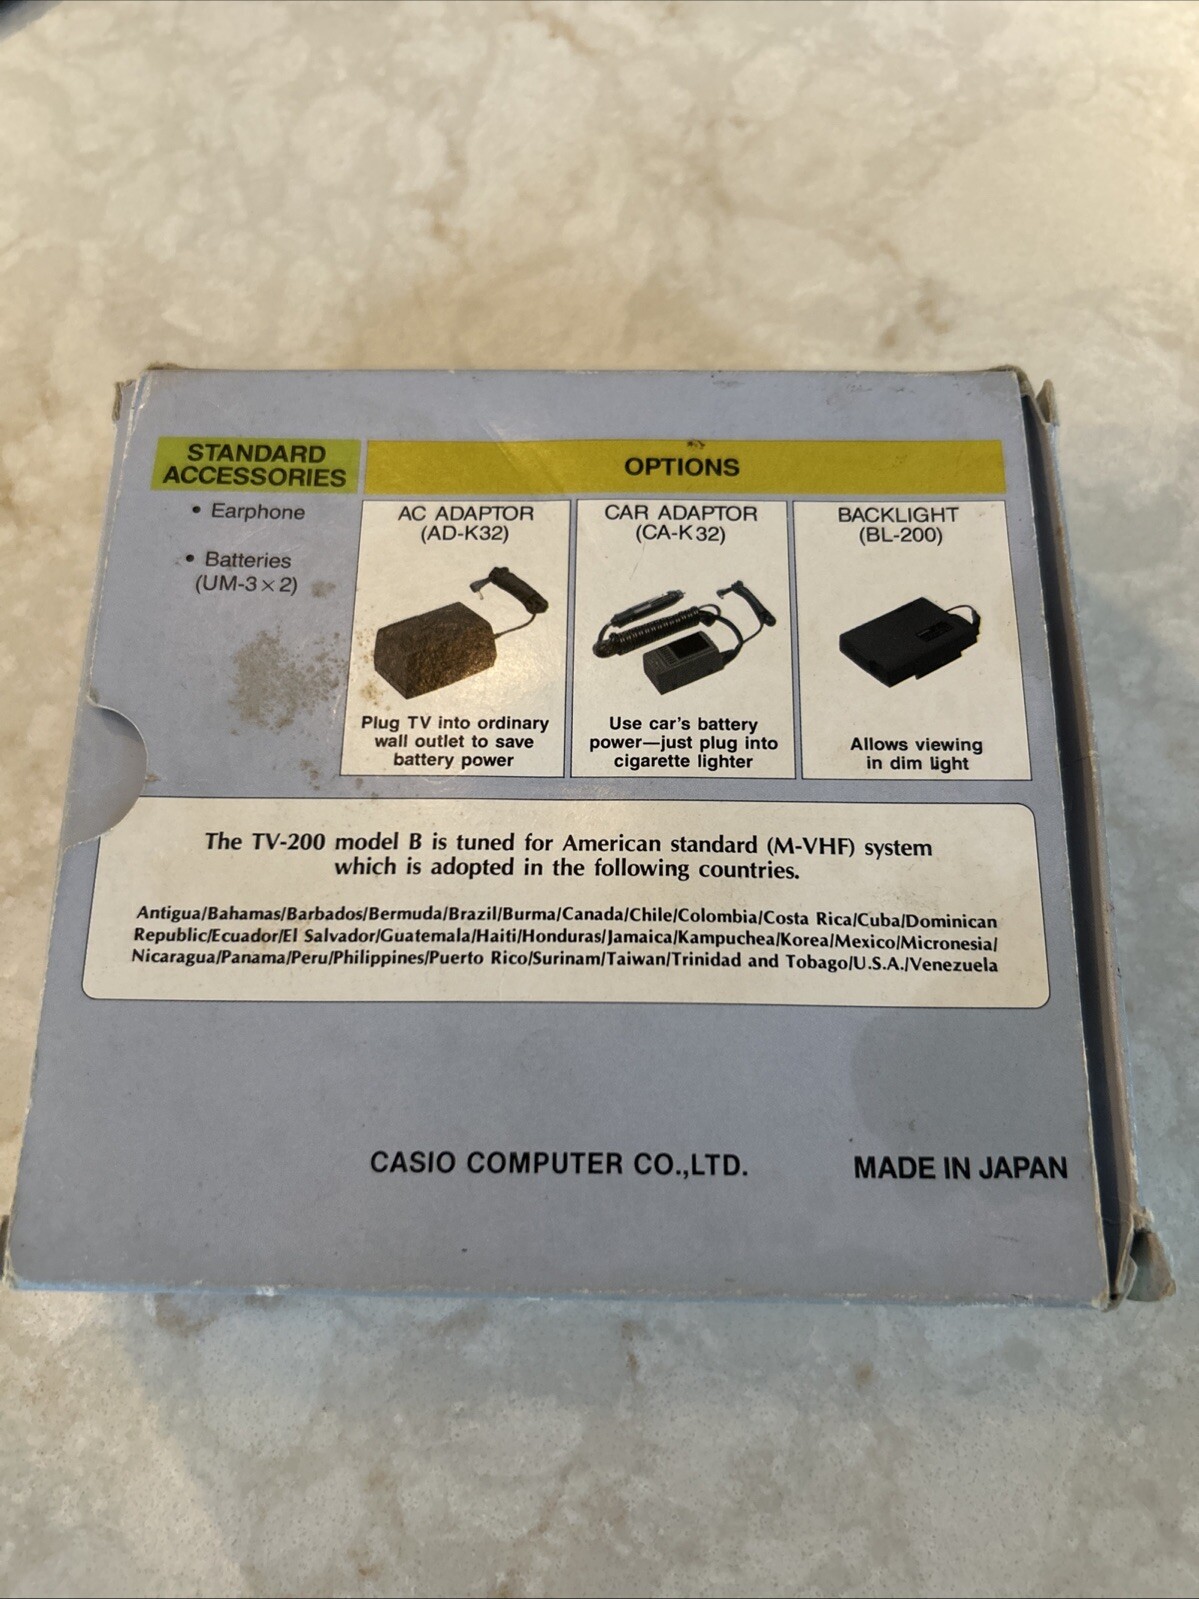 STANDARD
ACCESSORIES
• Earphone
• Batteries
(UM-3×2)
OPTIONS
AC ADAPTOR
(AD-K32)
Plug TV into ordinary
wall outlet to save
battery power
CAR ADAPTOR
(CA-K32)
Use car's battery
power—just plug into
cigarette lighter
BACKLIGHT
(BL-200)
Allows viewing
in dim light
The TV-200 model B is tuned for American standard (M-VHF) system
which is adopted in the following countries.
Antigua/Bahamas/Barbados/Bermuda/Brazil/Burma/Canada/Chile/Colombia/Costa Rica/Cuba/Dominican
Republic/Ecuador/El Salvador/Guatemala/Haiti/Honduras/Jamaica/Kampuchea/Korea/Mexico/Micronesia/
Nicaragua/Panama/Peru/Philippines/Puerto Rico/Surinam/Taiwan/Trinidad and Tobago/U.S.A./Venezuela
CASIO COMPUTER CO.,LTD.
MADE IN JAPAN